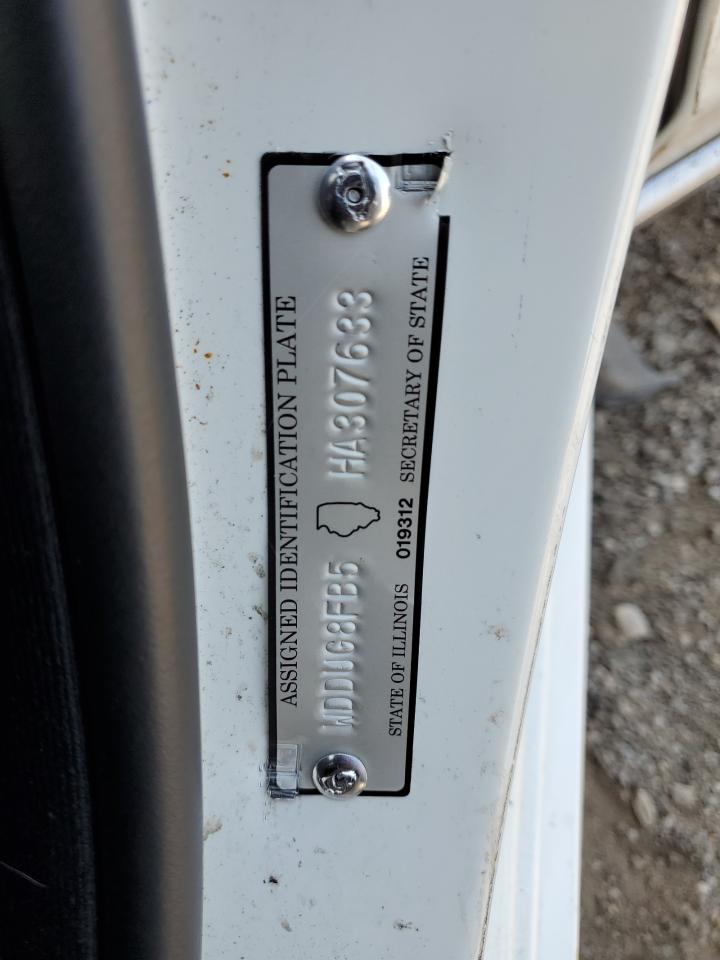 ASSIGNED IDENTIFICATION PLATE
WDDUG8FB5 HA307633
STATE OF ILLINOIS 019312 SECRETARY OF STATE